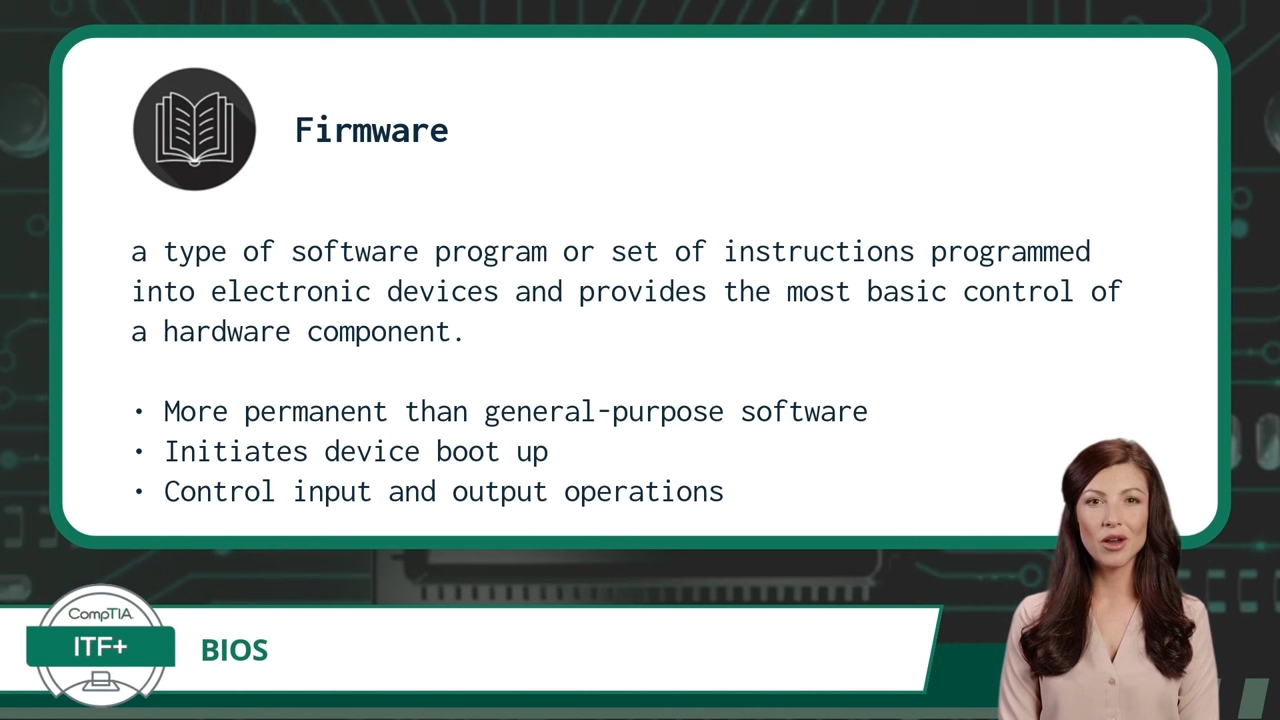 Firmware
a type of software program or set of instructions programmed
into electronic devices and provides the most basic control of
a hardware component.
• More permanent than general-purpose software
• Initiates device boot up
• Control input and output operations
CompTIA
ITF+
BIOS